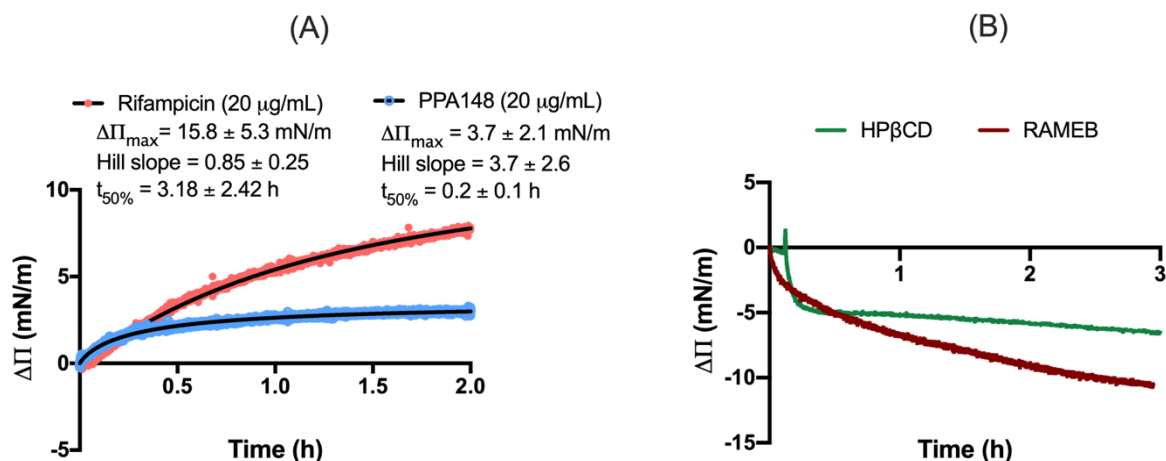 (A)
Rifampicin (20 μg/mL)
ΔΠmax= 15.8 ± 5.3 mN/m
Hill slope = 0.85 ± 0.25
t50% = 3.18 ± 2.42 h
PPA148 (20 μg/mL)
ΔΠmax = 3.7 ± 2.1 mN/m
Hill slope = 3.7 ± 2.6
t50% = 0.2 ± 0.1 h
10
5
0
-5
ΔΠ (mN/m)
0.5
1.0
1.5
2.0
Time (h)
(B)
HPβCD
RAMEB
5
0
-5
-10
-15
ΔΠ (mN/m)
1
2
3
Time (h)